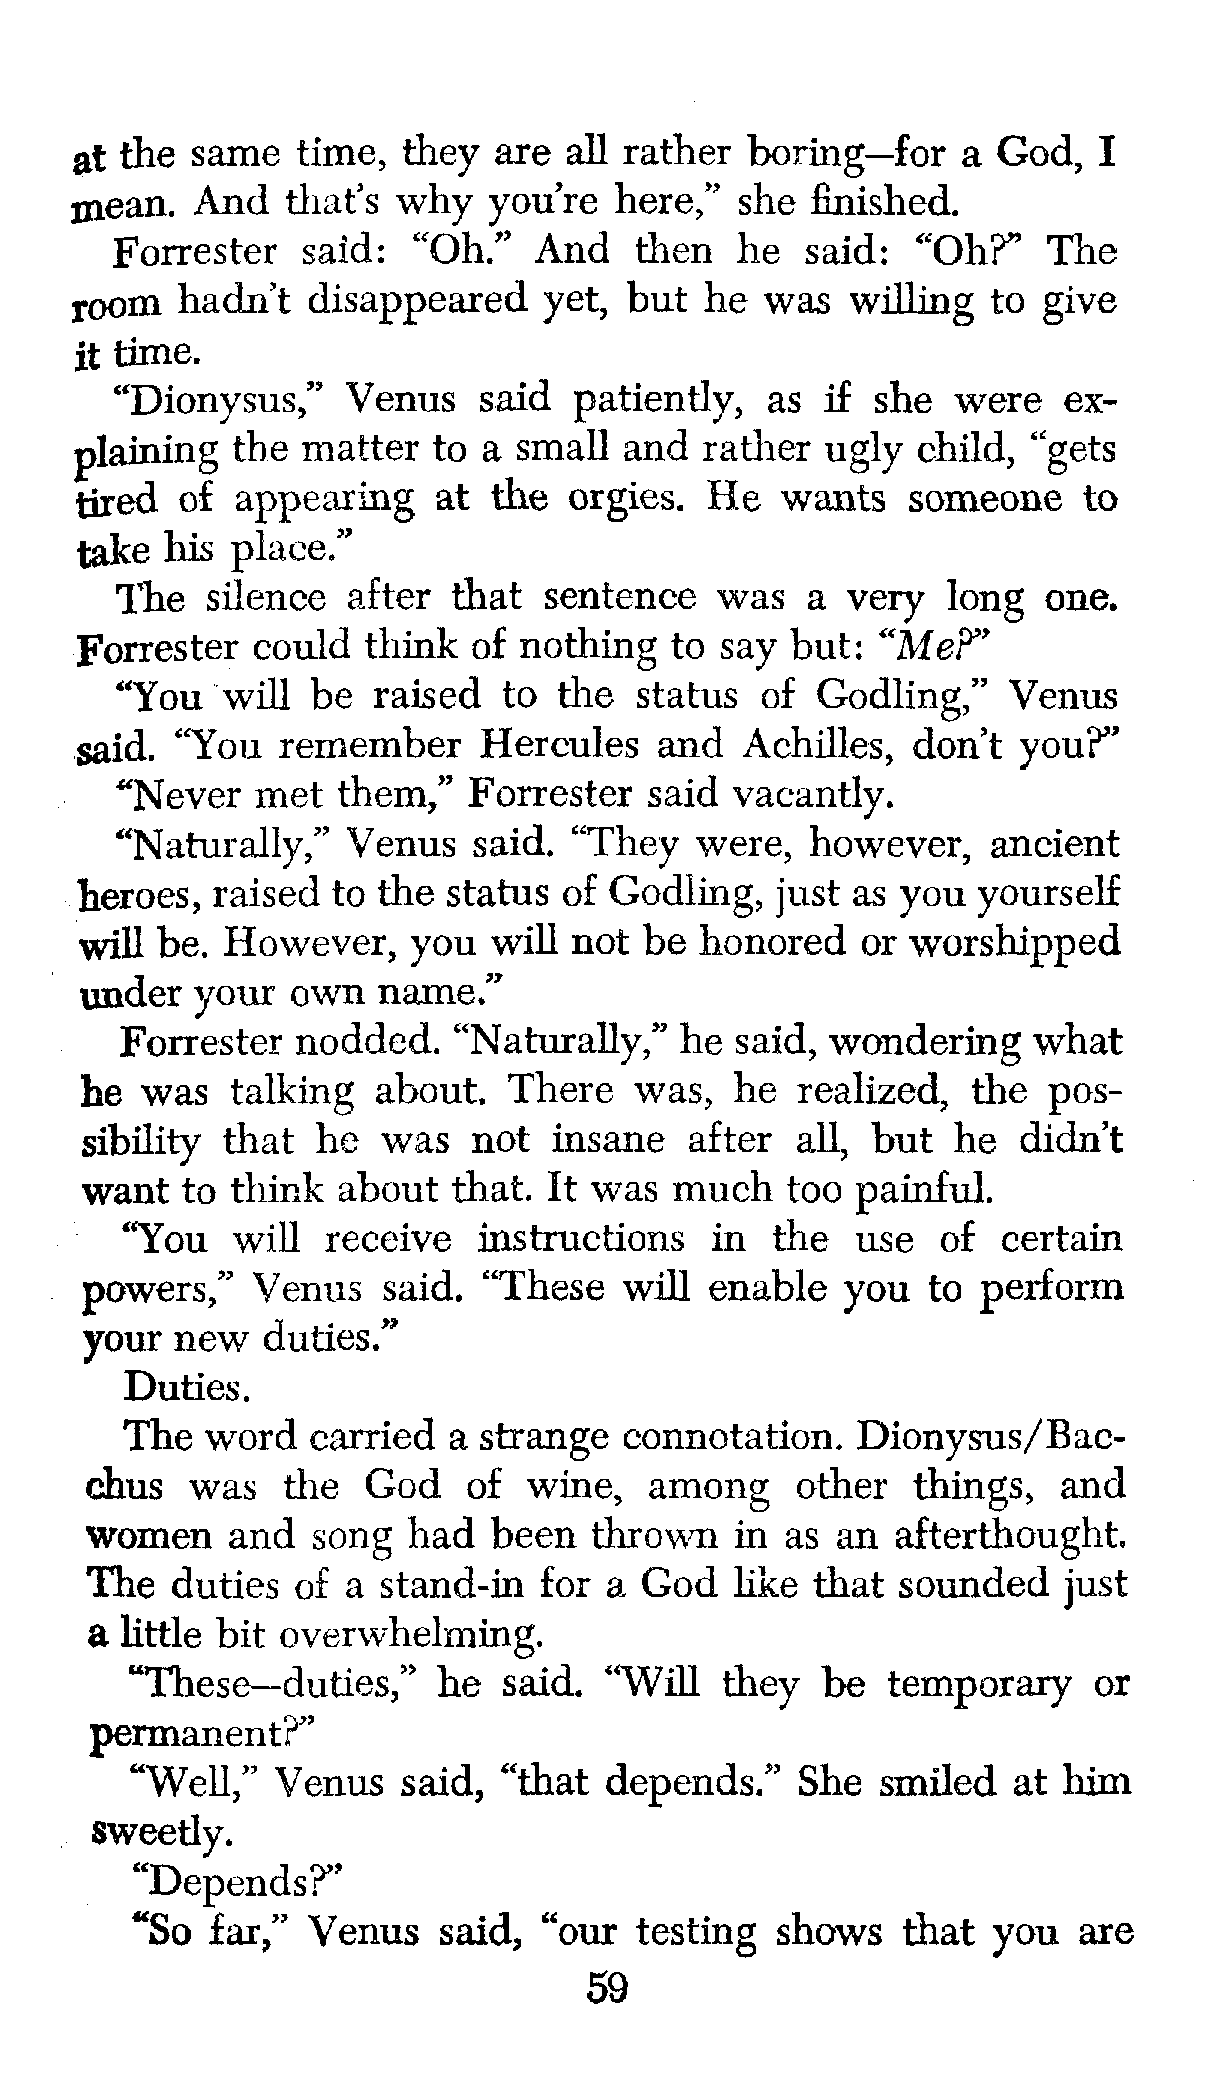 at the same time, they are all rather boring—for a God, I
mean. And that's why you're here,” she finished.
Forrester said: “Oh.” And then he said: “Oh?” The
room hadn't disappeared yet, but he was willing to give
it time.
“Dionysus,” Venus said patiently, as if she were ex-
plaining the matter to a small and rather ugly child, “gets
tired of appearing at the orgies. He wants someone to
take his place.”
The silence after that sentence was a very long one.
Forrester could think of nothing to say but: “Me?”
“You will be raised to the status of Godling,” Venus
said. “You remember Hercules and Achilles, don't you?”
“Never met them,” Forrester said vacantly.
“Naturally,” Venus said. “They were, however, ancient
heroes, raised to the status of Godling, just as you yourself
will be. However, you will not be honored or worshipped
under your own name.”
Forrester nodded. “Naturally,” he said, wondering what
he was talking about. There was, he realized, the pos-
sibility that he was not insane after all, but he didn't
want to think about that. It was much too painful.
“You will receive instructions in the use of certain
powers,” Venus said. “These will enable you to perform
your new duties.”
Duties.
The word carried a strange connotation. Dionysus/Bac-
chus was the God of wine, among other things, and
women and song had been thrown in as an afterthought.
The duties of a stand-in for a God like that sounded just
a little bit overwhelming.
“These—duties,” he said. “Will they be temporary or
permanent?”
“Well,” Venus said, “that depends.” She smiled at him
sweetly.
“Depends?”
“So far,” Venus said, “our testing shows that you are
59